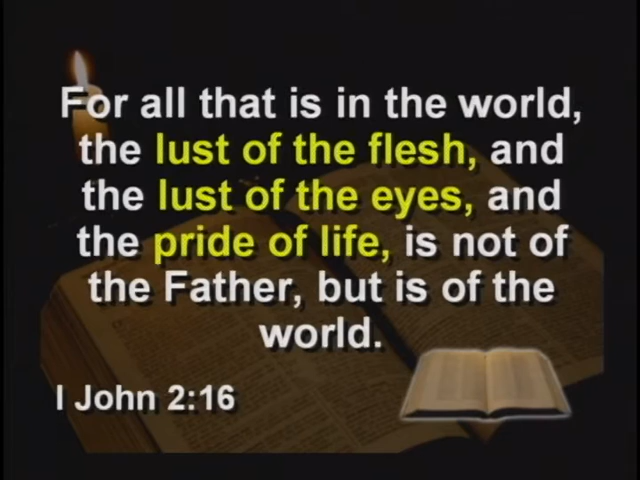 For all that is in the world,
the lust of the flesh, and
the lust of the eyes, and
the pride of life, is not of
the Father, but is of the
world.
I John 2:16